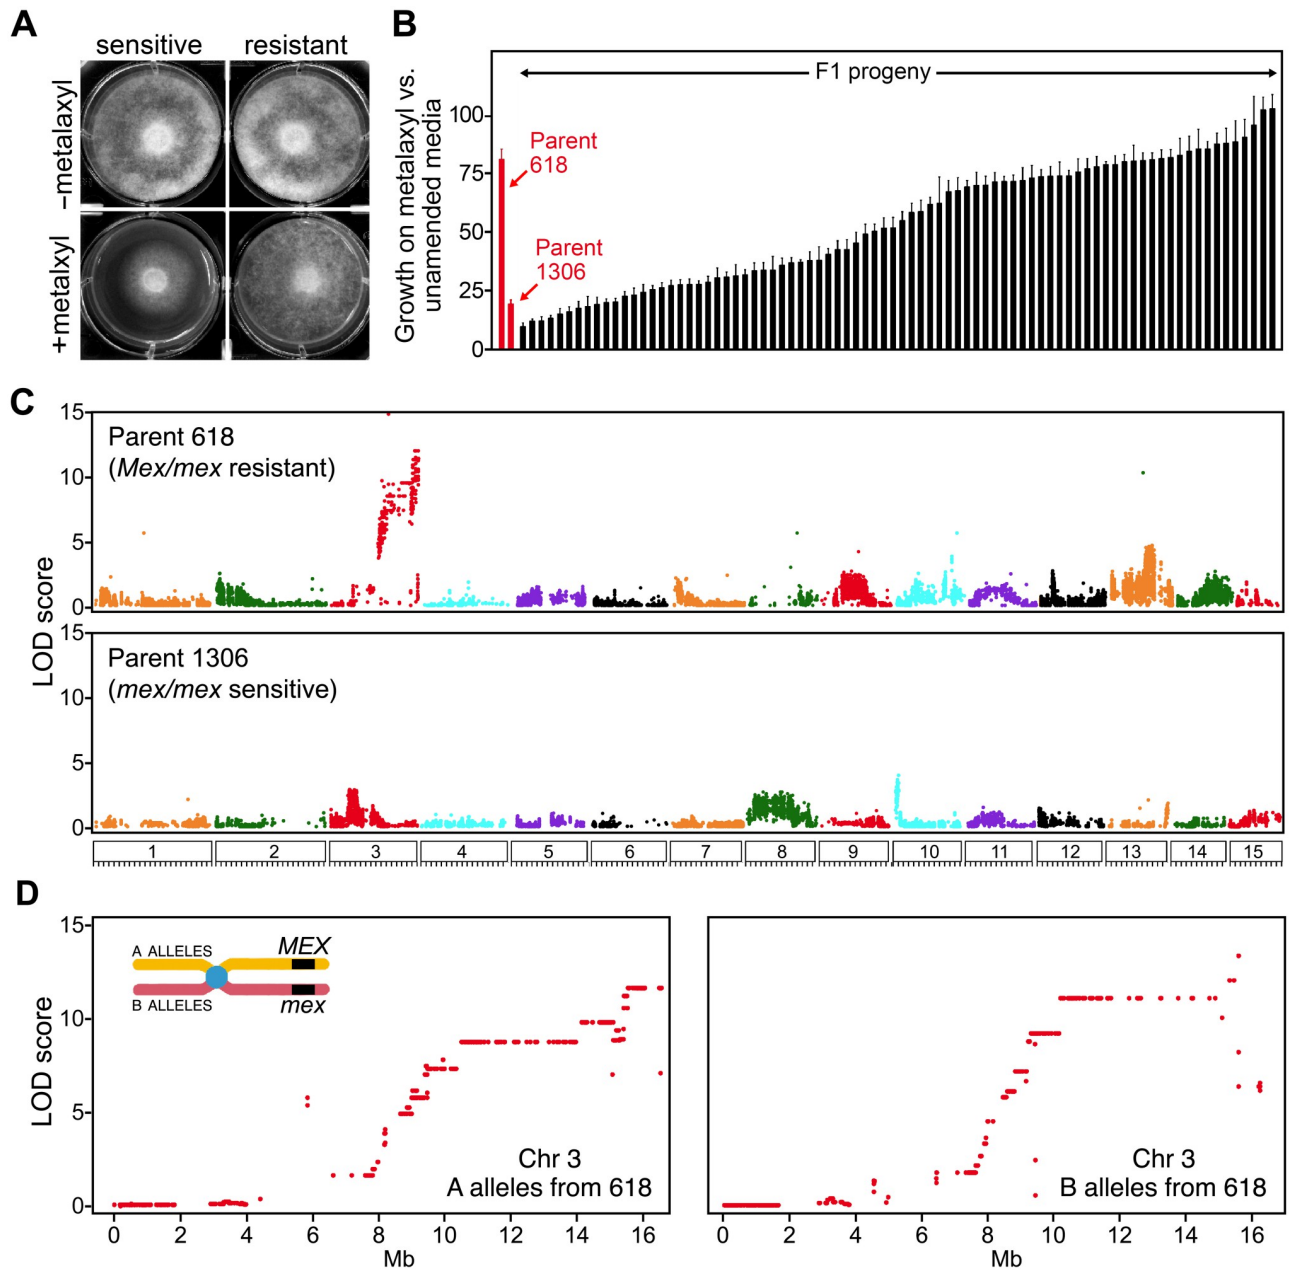 A
sensitive resistant
–metalaxyl
+metalxyl
B
Growth on metalaxyl vs.
unamended media
100
75
50
25
0
F1 progeny
Parent
618
Parent
1306
C
LOD score
15
10
5
0
Parent 618
(Mex/mex resistant)
15
10
5
0
Parent 1306
(mex/mex sensitive)
1 2 3 4 5 6 7 8 9 10 11 12 13 14 15
D
LOD score
15
10
5
0
A ALLELES
MEX
B ALLELES
mex
Chr 3
A alleles from 618
0 2 4 6 8 10 12 14 16
Mb
Chr 3
B alleles from 618
0 2 4 6 8 10 12 14 16
Mb